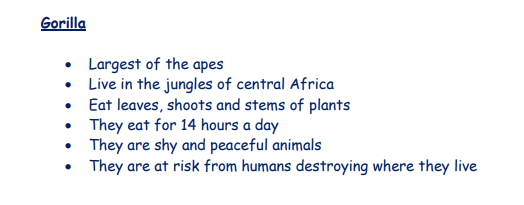 Gorilla
• Largest of the apes
• Live in the jungles of central Africa
• Eat leaves, shoots and stems of plants
• They eat for 14 hours a day
• They are shy and peaceful animals
• They are at risk from humans destroying where they live